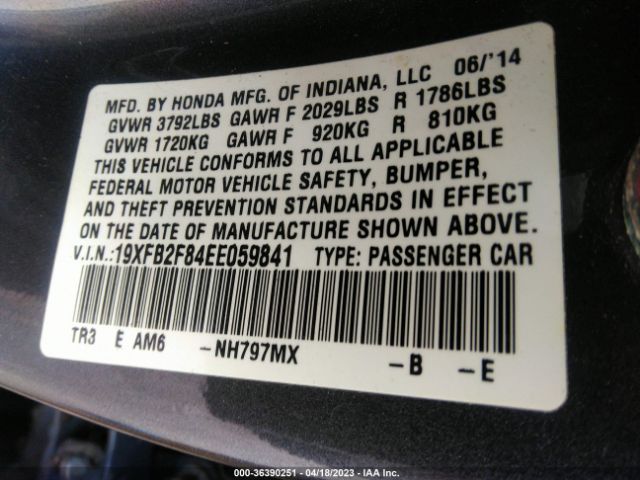 MFD. BY HONDA MFG. OF INDIANA, LLC 06/'14
GVWR 3792LBS GAWR F 2029LBS R 1786LBS
GVWR 1720KG GAWR F 920KG R 810KG
THIS VEHICLE CONFORMS TO ALL APPLICABLE
FEDERAL MOTOR VEHICLE SAFETY, BUMPER,
AND THEFT PREVENTION STANDARDS IN EFFECT
ON THE DATE OF MANUFACTURE SHOWN ABOVE.
V.I.N.:19XFB2F84EE059841 TYPE: PASSENGER CAR
TR3 E AM6 -NH797MX -B -E
000-36390251 - 04/18/2023 - IAA Inc.